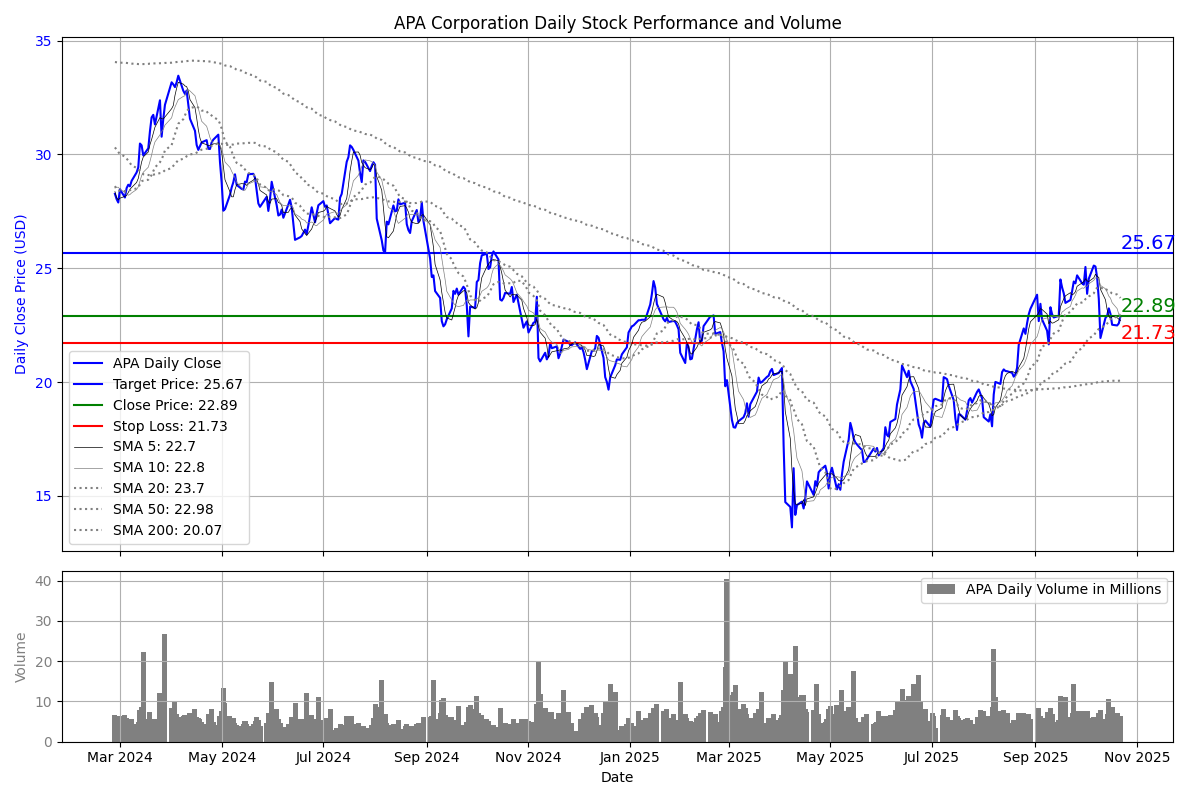 APA Corporation Daily Stock Performance and Volume
35
30
25
20
15
Daily Close Price (USD)
25.67
22.89
21.73
APA Daily Close
Target Price: 25.67
Close Price: 22.89
Stop Loss: 21.73
SMA 5: 22.7
SMA 10: 22.8
SMA 20: 23.7
SMA 50: 22.98
SMA 200: 20.07
40
30
20
10
0
Volume
APA Daily Volume in Millions
Mar 2024 May 2024 Jul 2024 Sep 2024 Nov 2024 Jan 2025 Mar 2025 May 2025 Jul 2025 Sep 2025 Nov 2025
Date